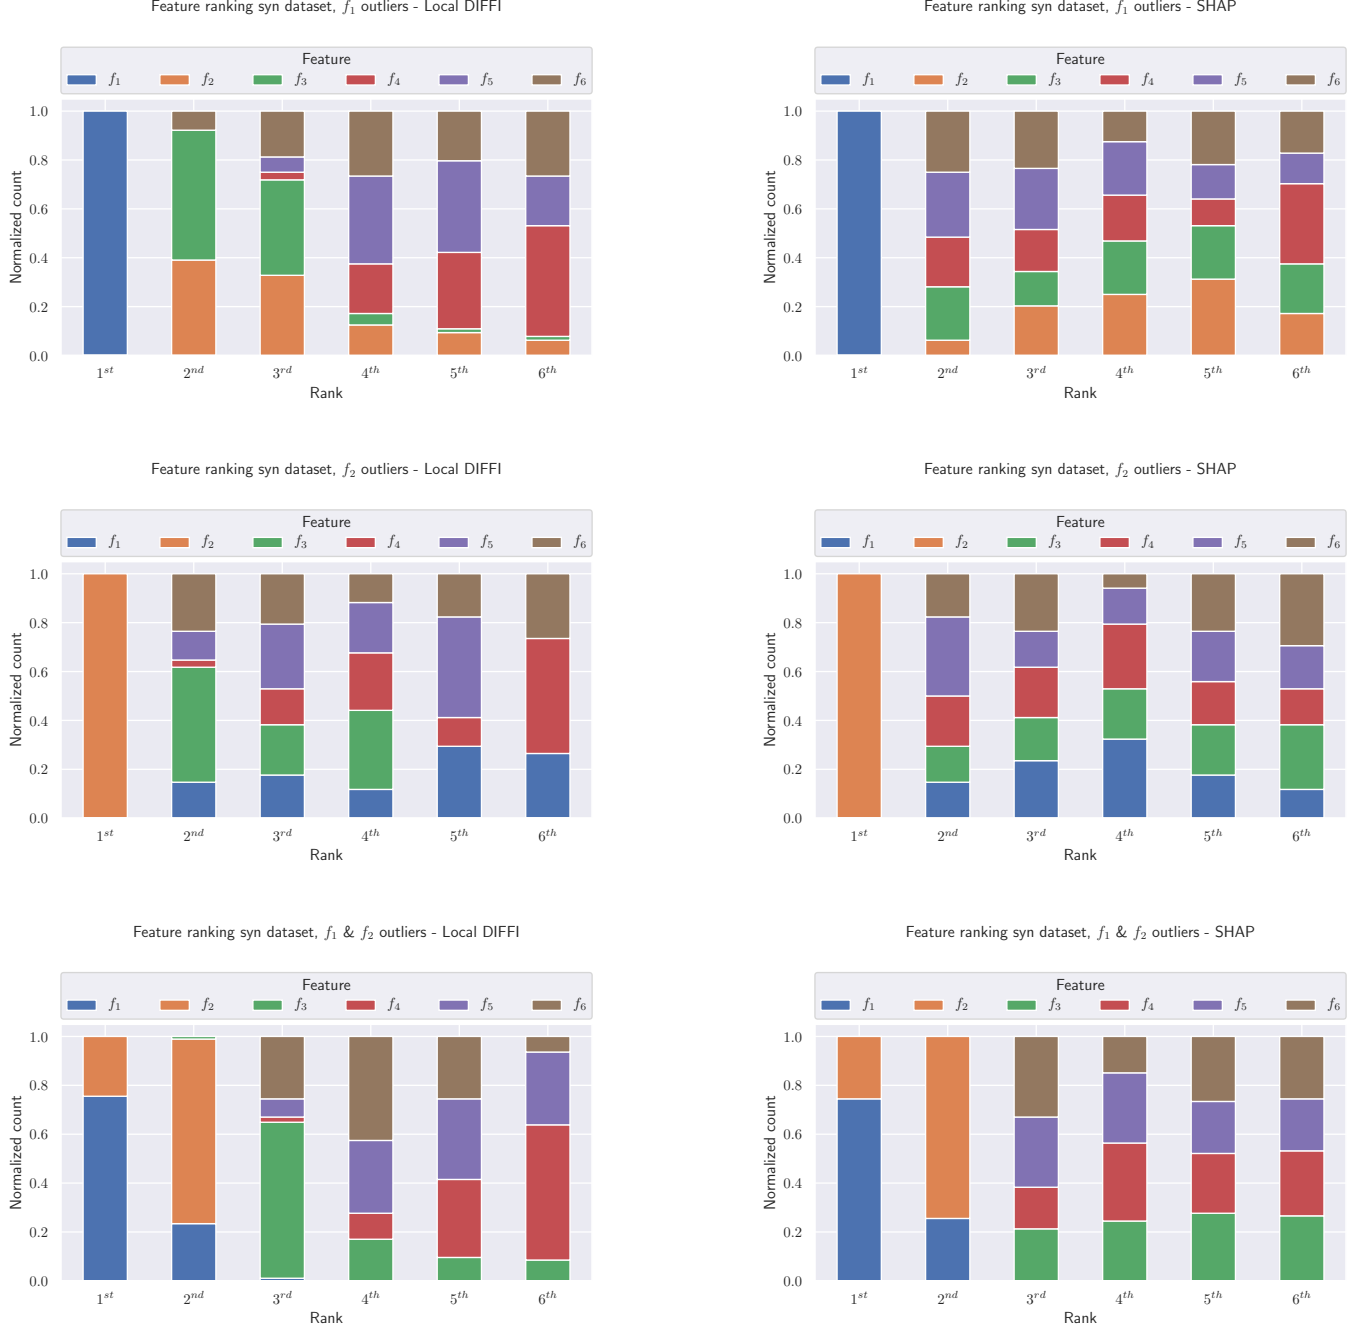 Feature ranking syn dataset, f₁ outliers - Local DIFFI
Feature
f₁ f₂ f₃ f₄ f₅ f₆
Normalized count
1.0
0.8
0.6
0.4
0.2
0.0
1st 2nd 3rd 4th 5th 6th
Rank
Feature ranking syn dataset, f₁ outliers - SHAP
Feature
f₁ f₂ f₃ f₄ f₅ f₆
Normalized count
1.0
0.8
0.6
0.4
0.2
0.0
1st 2nd 3rd 4th 5th 6th
Rank
Feature ranking syn dataset, f₂ outliers - Local DIFFI
Feature
f₁ f₂ f₃ f₄ f₅ f₆
Normalized count
1.0
0.8
0.6
0.4
0.2
0.0
1st 2nd 3rd 4th 5th 6th
Rank
Feature ranking syn dataset, f₂ outliers - SHAP
Feature
f₁ f₂ f₃ f₄ f₅ f₆
Normalized count
1.0
0.8
0.6
0.4
0.2
0.0
1st 2nd 3rd 4th 5th 6th
Rank
Feature ranking syn dataset, f₁ & f₂ outliers - Local DIFFI
Feature
f₁ f₂ f₃ f₄ f₅ f₆
Normalized count
1.0
0.8
0.6
0.4
0.2
0.0
1st 2nd 3rd 4th 5th 6th
Rank
Feature ranking syn dataset, f₁ & f₂ outliers - SHAP
Feature
f₁ f₂ f₃ f₄ f₅ f₆
Normalized count
1.0
0.8
0.6
0.4
0.2
0.0
1st 2nd 3rd 4th 5th 6th
Rank